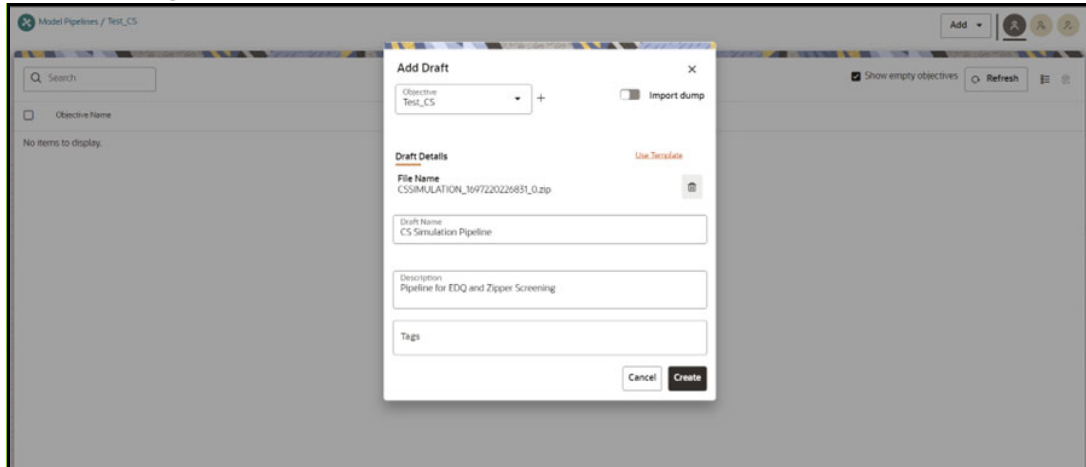 Model Pipelines / Test_CS
Add
Search
Show empty objectives
Refresh
Objective Name
No items to display.
Add Draft
Objective
Test_CS
Import dump
Draft Details
Use Template
File Name
CSSIMULATION_1697220226831_0.zip
Draft Name
CS Simulation Pipeline
Description
Pipeline for EDQ and Zipper Screening
Tags
Cancel
Create